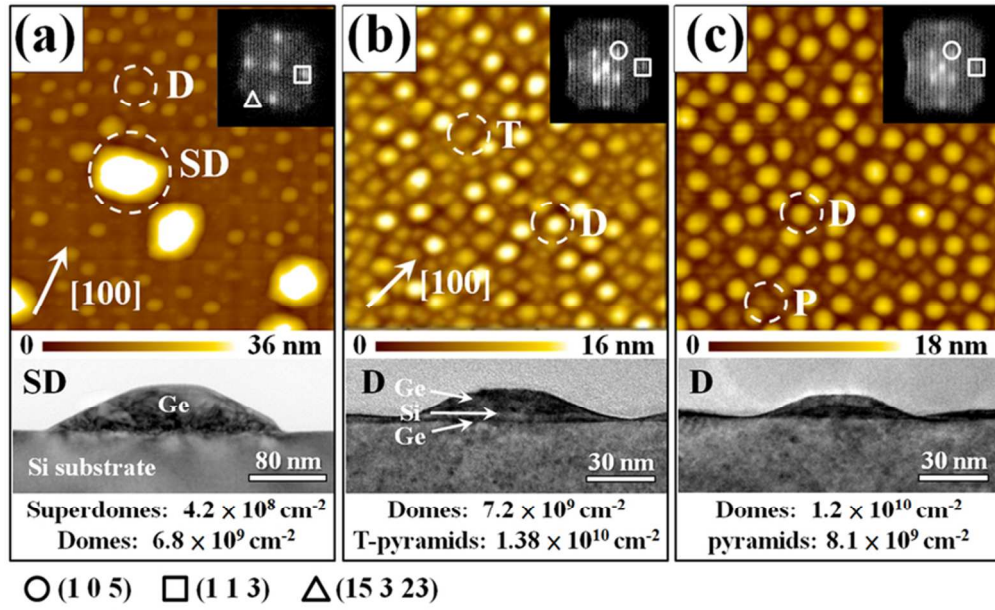 (a)
D
SD
[100]
0 36 nm
SD
Ge
Si substrate
80 nm
Superdomes: 4.2 × 10⁸ cm⁻²
Domes: 6.8 × 10⁹ cm⁻²
(b)
T
D
[100]
0 16 nm
D
Ge
Si
Ge
30 nm
Domes: 7.2 × 10⁹ cm⁻²
T-pyramids: 1.38 × 10¹⁰ cm⁻²
(c)
D
P
0 18 nm
D
30 nm
Domes: 1.2 × 10¹⁰ cm⁻²
pyramids: 8.1 × 10⁹ cm⁻²
(1 0 5) (1 1 3) (15 3 23)